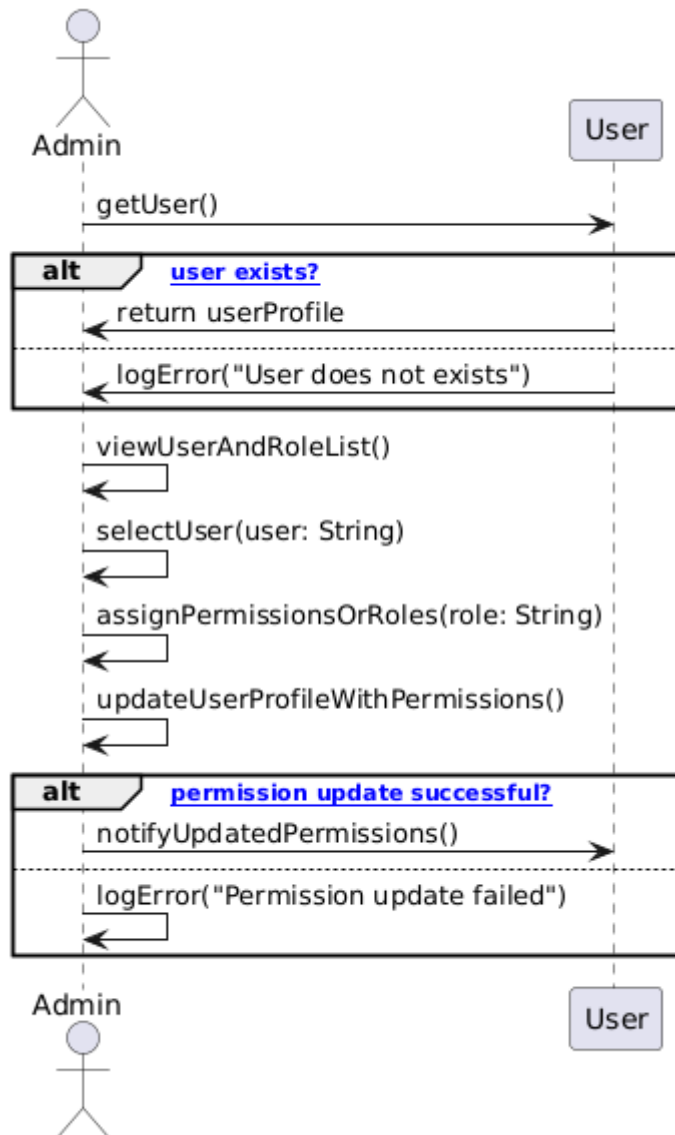 Admin
User
getUser()
alt
user exists?
return userProfile
logError("User does not exists")
viewUserAndRoleList()
selectUser(user: String)
assignPermissionsOrRoles(role: String)
updateUserProfileWithPermissions()
alt
permission update successful?
notifyUpdatedPermissions()
logError("Permission update failed")
Admin
User